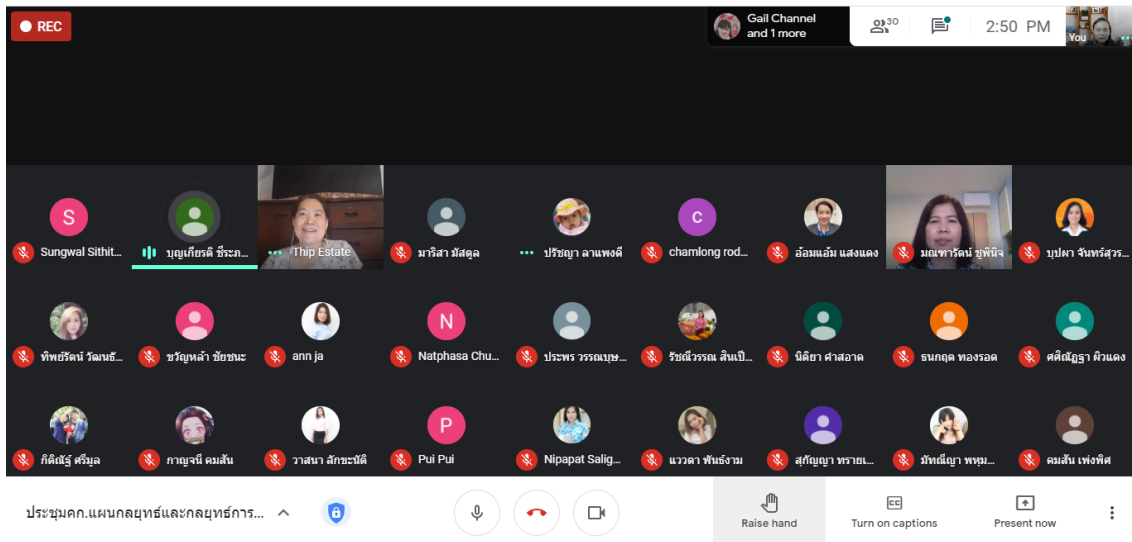 REC
Gail Channel
and 1 more
30
2:50 PM
You
S
Sungwal Sithit...
บุญเกียรติ ชีระภ...
Thip Estate
มาริสา มัสตูล
ปรัชญา ลาแพงดี
c
chamlong rod...
อ้อมแอ้ม แสงแดง
มณฑารัตน์ ชูพินิจ
บุปผา จันทร์สุวร...
ทิพย์รัตน์ วัฒนธั...
ขวัญหล้า ชัยชนะ
ann ja
N
Natphasa Chu...
ประพร วรรณบุษ...
รัชณีวรรณ สินเป็...
นิติยา ศาสอาด
ธนกฤต ทองรอด
ศศิณัฏฐา ผิวแดง
กิติณัฐ์ ศรีมูล
กาญจนี คมสัน
วาสนา ลักขะนัติ
P
Pui Pui
Nipapat Salig...
แววตา พันธ์งาม
สุกัญญา ทรายเ...
มัทณีญา พหุม...
คมสัน เพ่งพิศ
ประชุมคก.แผนกลยุทธ์และกลยุทธ์การ...
Raise hand
CC
Turn on captions
Present now